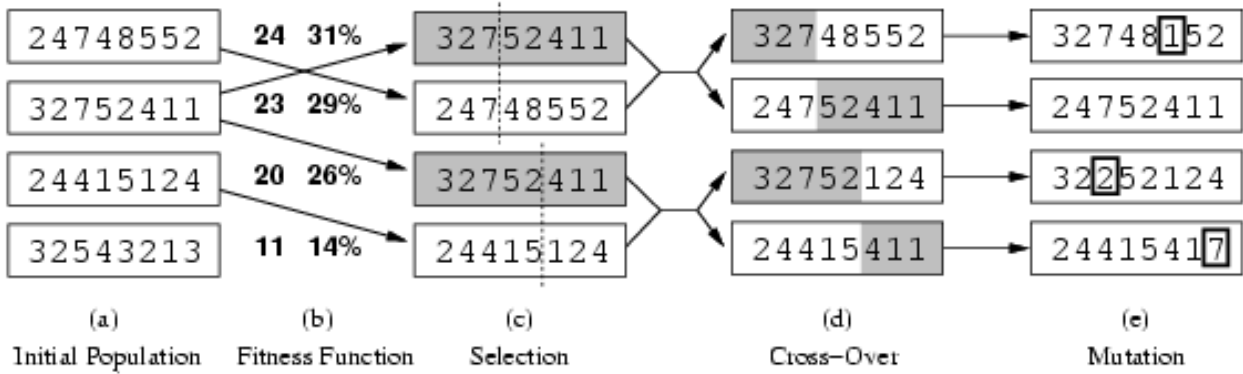 24748552 24 31% 32752411 32748552 32748152
32752411 23 29% 24748552 24752411 24752411
24415124 20 26% 32752411 32752124 32252124
32543213 11 14% 24415124 24415411 24415417
(a) (b) (c) (d) (e)
Initial Population Fitness Function Selection Cross-Over Mutation